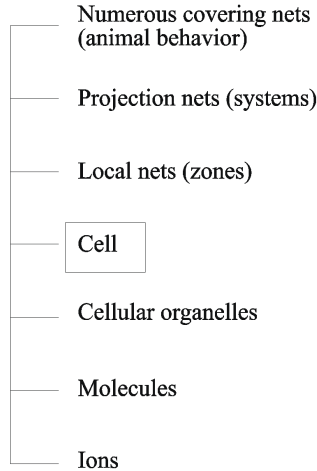 Numerous covering nets
(animal behavior)
Projection nets (systems)
Local nets (zones)
Cell
Cellular organelles
Molecules
Ions